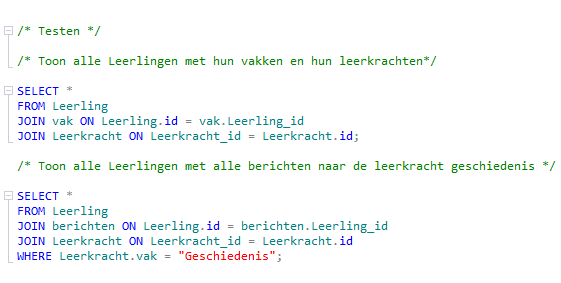 /* Testen */
/* Toon alle Leerlingen met hun vakken en hun leerkrachten*/
SELECT *
FROM Leerling
JOIN vak ON Leerling.id = vak.Leerling_id
JOIN Leerkracht ON Leerkracht_id = Leerkracht.id;
/* Toon alle Leerlingen met alle berichten naar de leerkracht geschiedenis */
SELECT *
FROM Leerling
JOIN berichten ON Leerling.id = berichten.Leerling_id
JOIN Leerkracht ON Leerkracht_id = Leerkracht.id
WHERE Leerkracht.vak = "Geschiedenis";